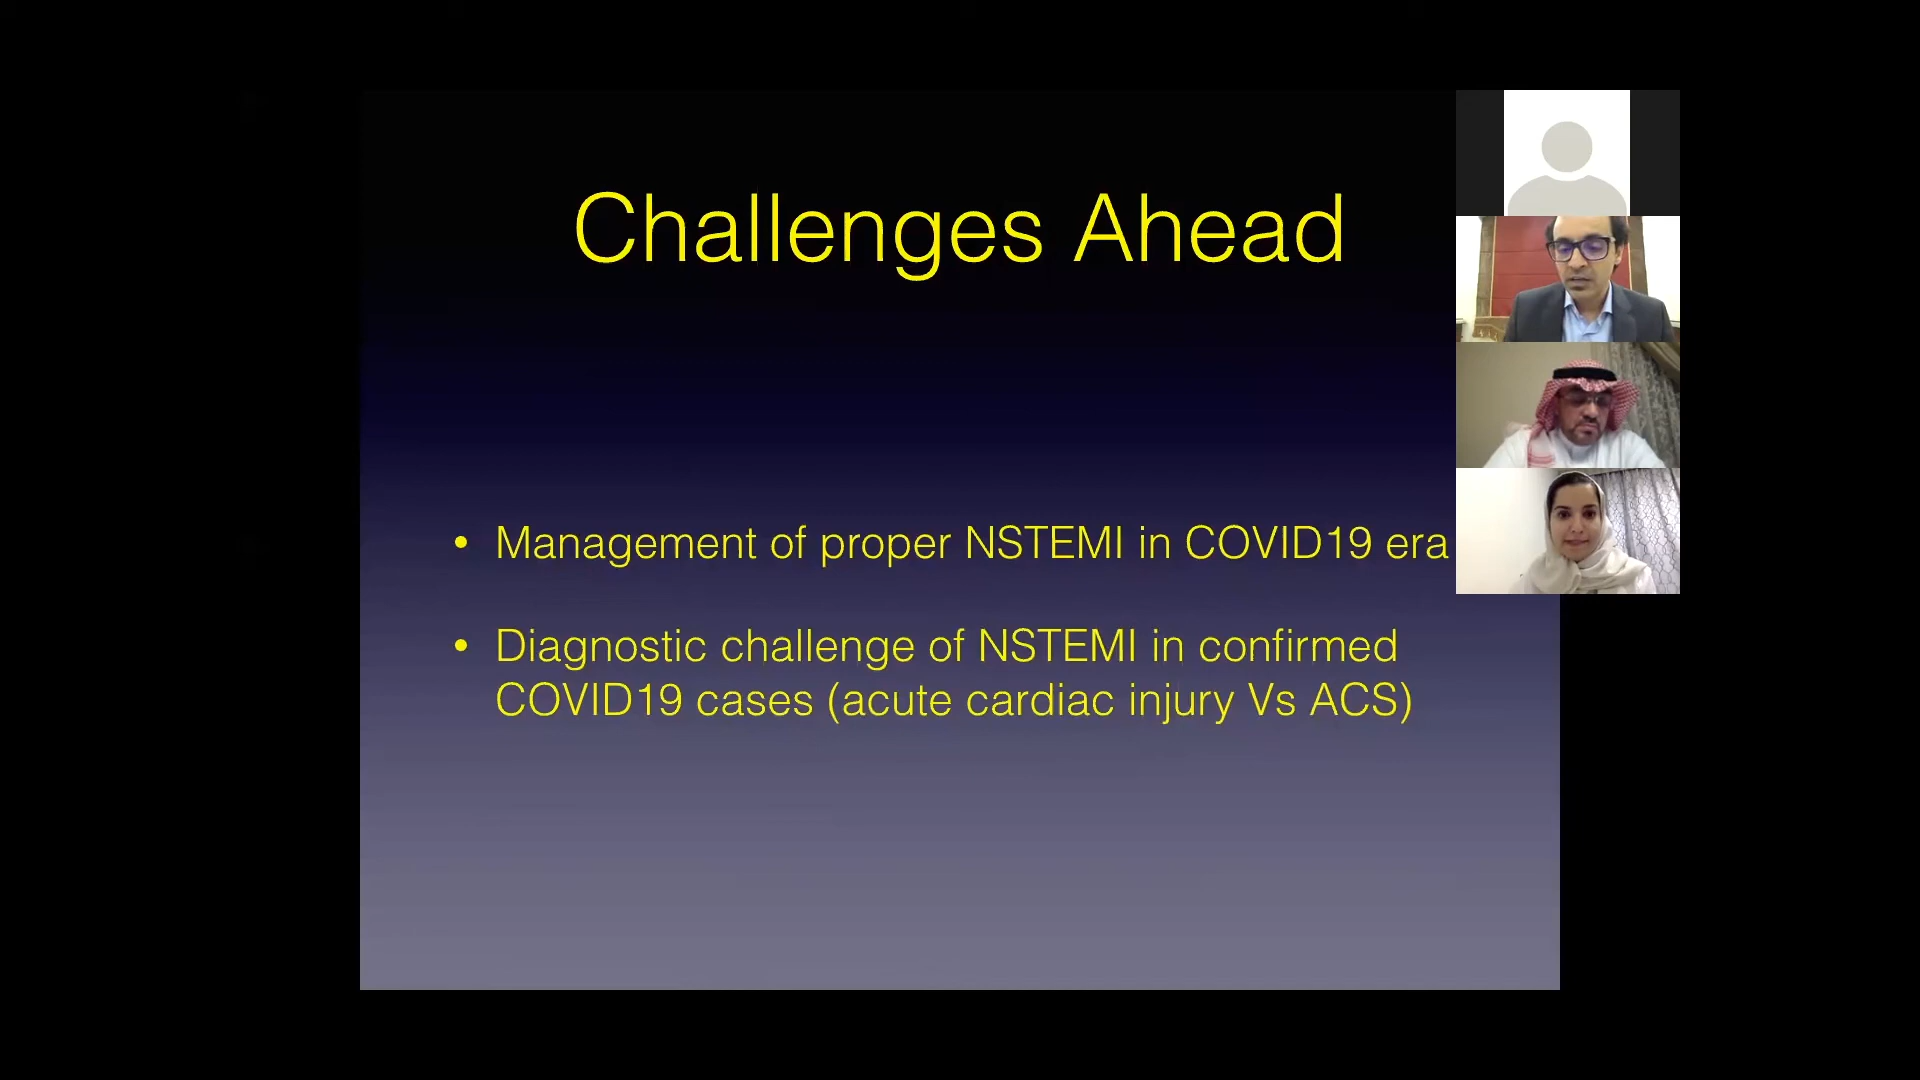 Challenges Ahead
• Management of proper NSTEMI in COVID19 era
• Diagnostic challenge of NSTEMI in confirmed
COVID19 cases (acute cardiac injury Vs ACS)